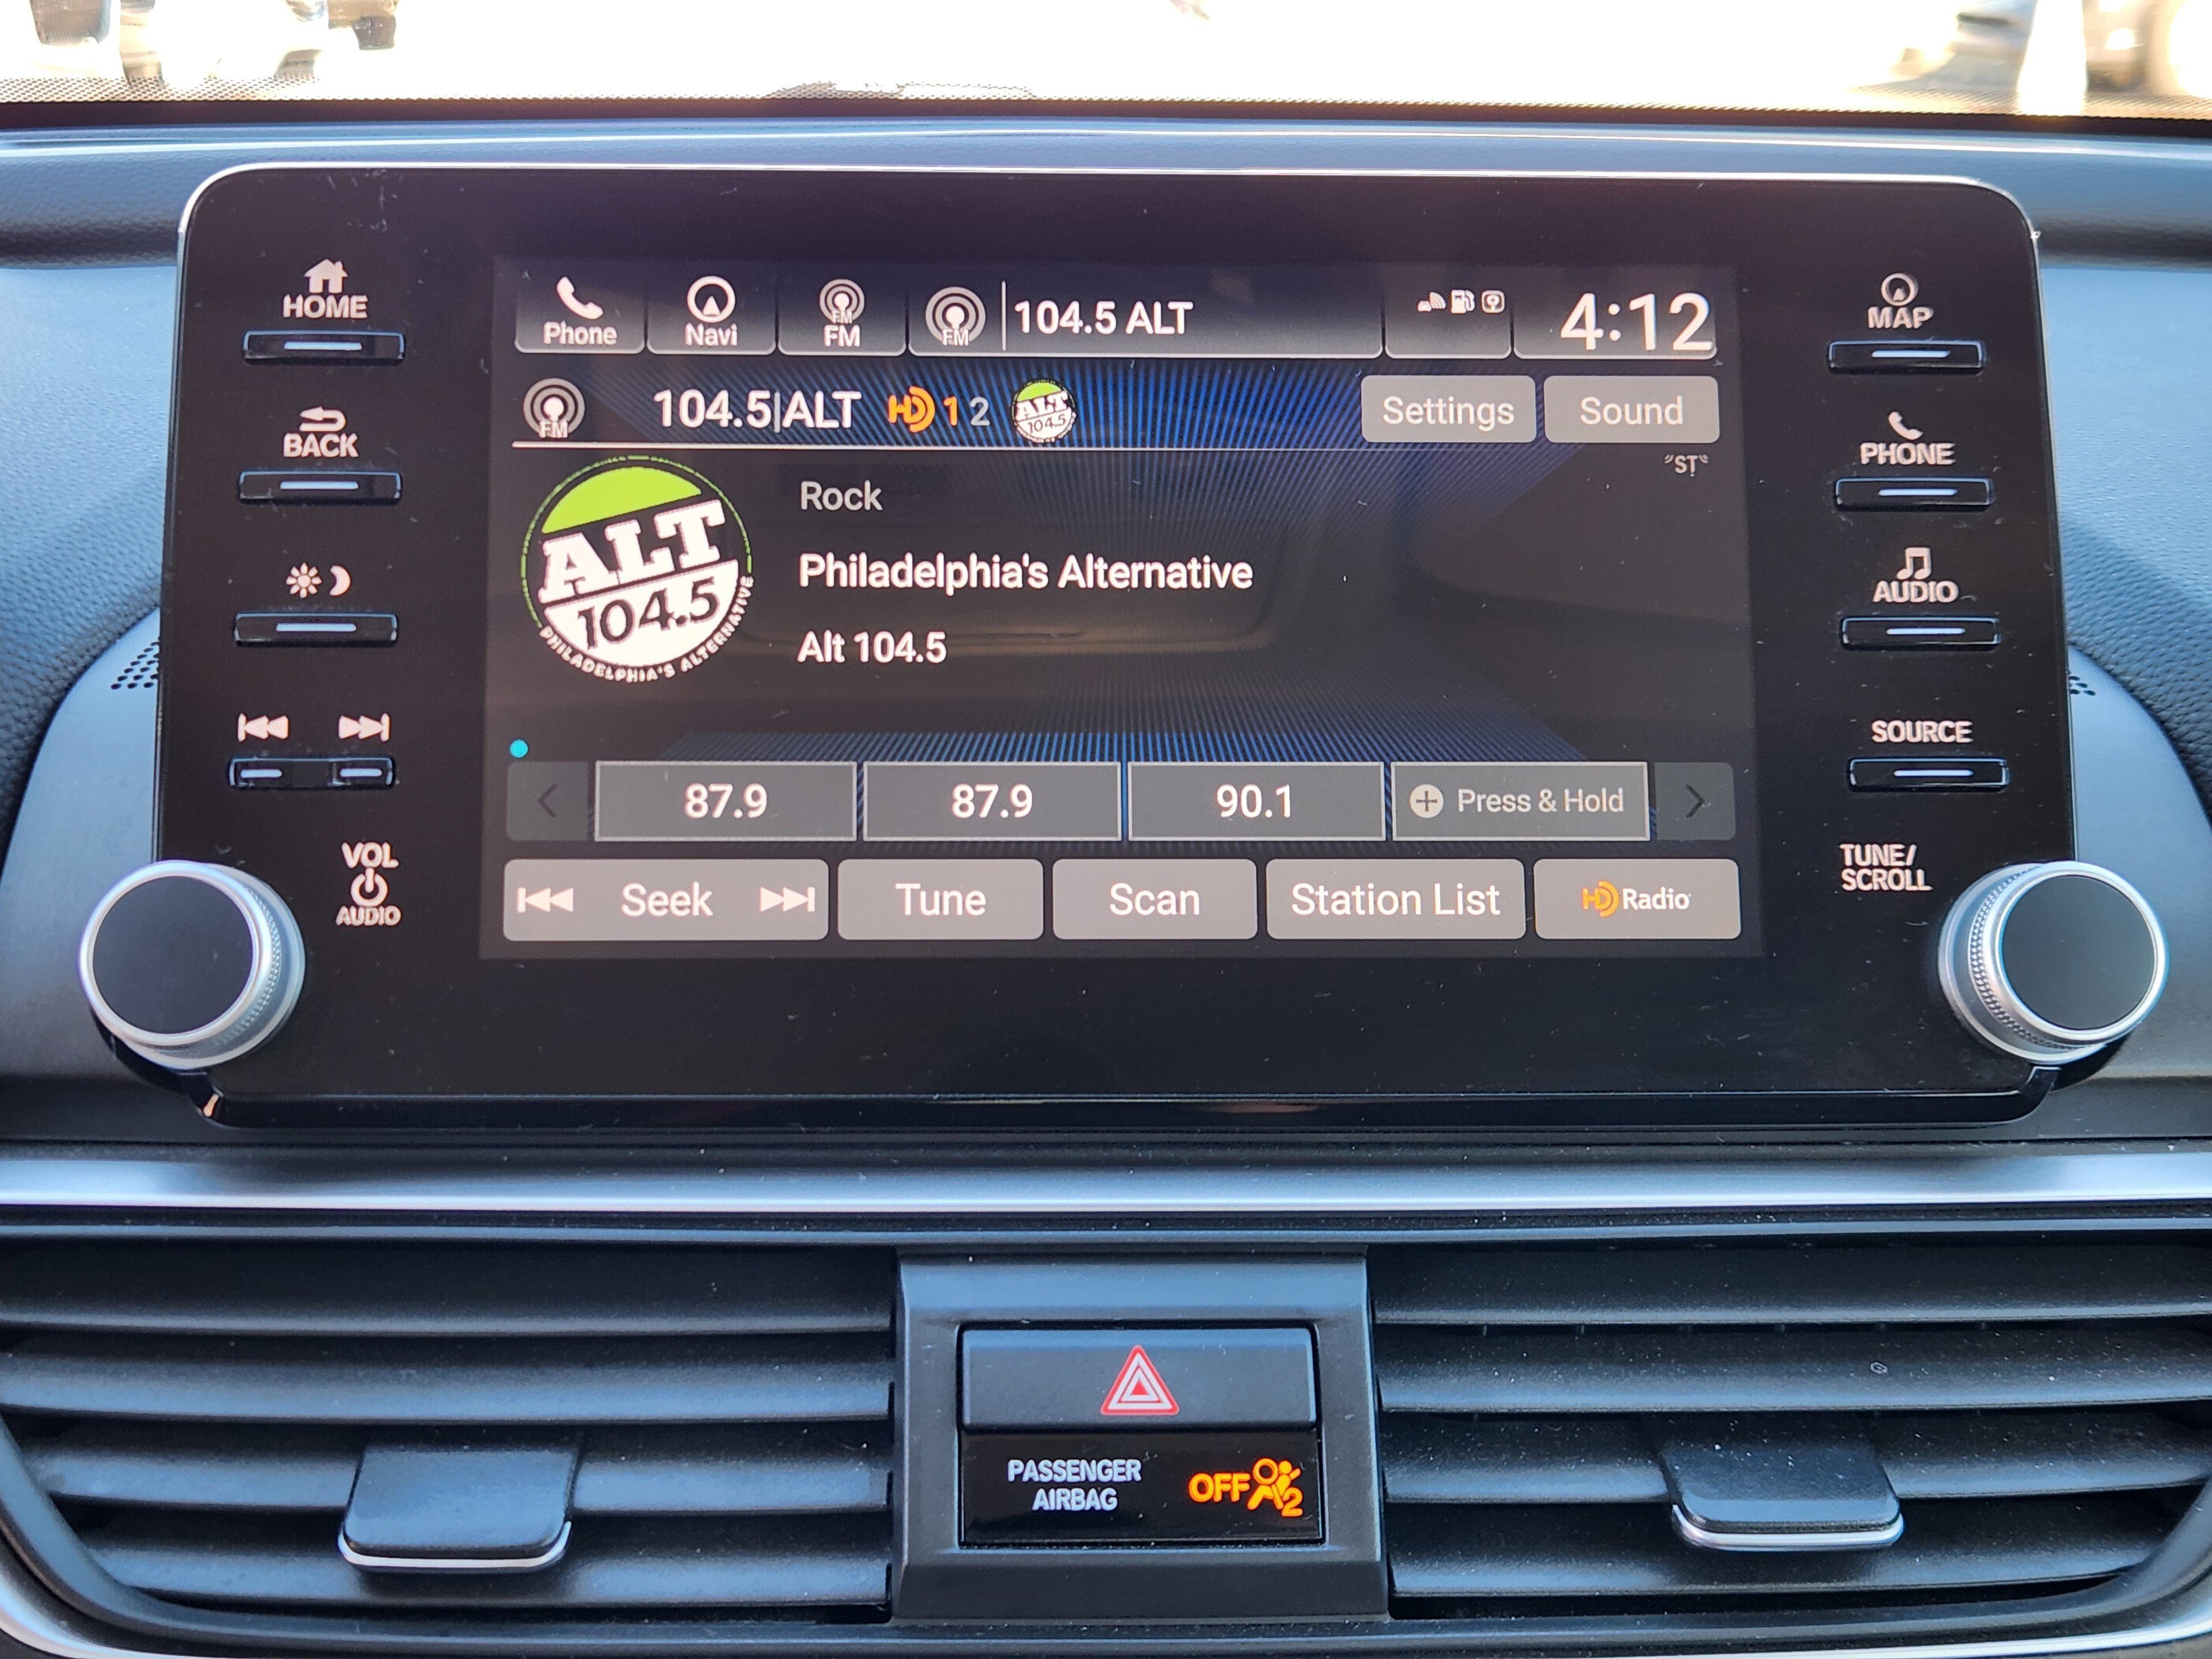 HOME
BACK
VOL
AUDIO
Phone
Navi
FM
FM
FM
104.5 ALT
4:12
FM
104.5|ALT
HD 1 2
ALT
104.5
Settings
Sound
"ST"
ALT
104.5
PHILADELPHIA'S ALTERNATIVE
Rock
Philadelphia's Alternative
Alt 104.5
87.9
87.9
90.1
Press & Hold
Seek
Tune
Scan
Station List
HD Radio
MAP
PHONE
AUDIO
SOURCE
TUNE/
SCROLL
PASSENGER
AIRBAG
OFF 2